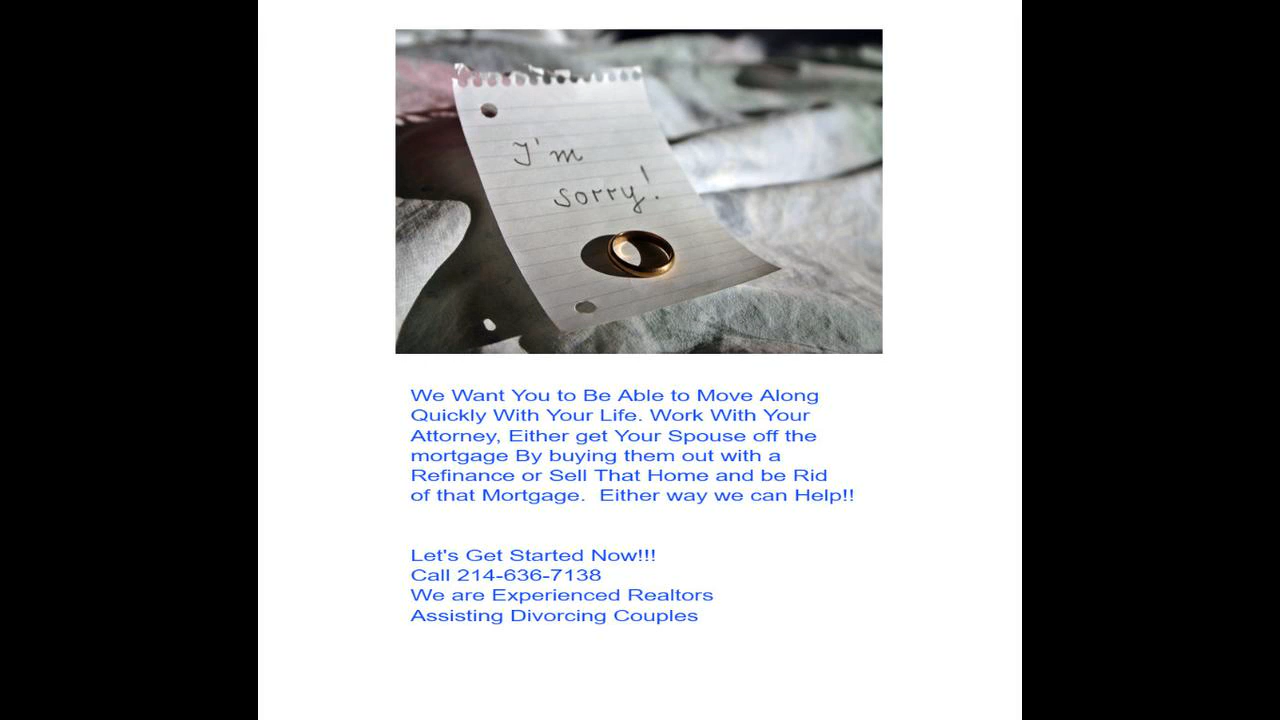 I'm
sorry!
We Want You to Be Able to Move Along
Quickly With Your Life. Work With Your
Attorney, Either get Your Spouse off the
mortgage By buying them out with a
Refinance or Sell That Home and be Rid
of that Mortgage.  Either way we can Help!!
Let's Get Started Now!!!
Call 214-636-7138
We are Experienced Realtors
Assisting Divorcing Couples